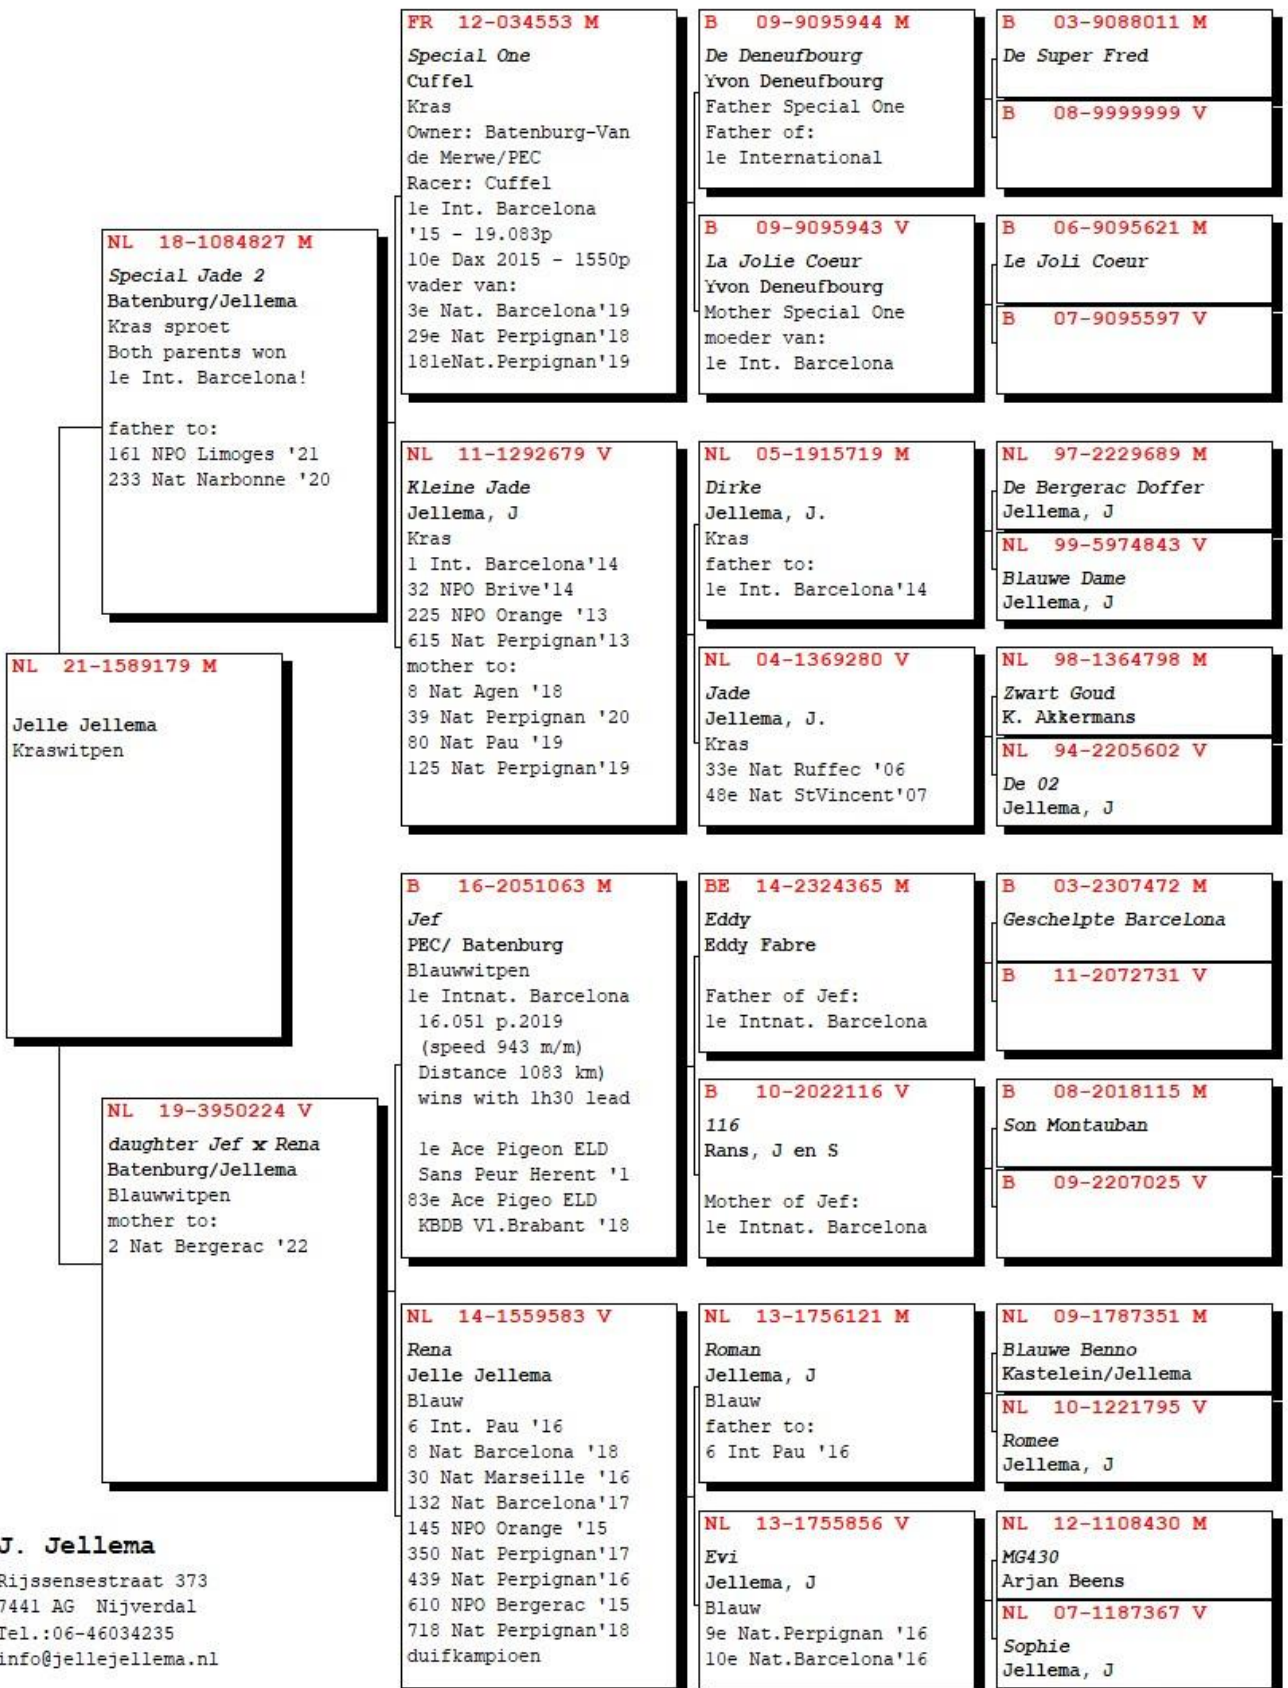 NL 21-1589179 M
Jelle Jellema
Kraswitpen
NL 18-1084827 M
Special Jade 2
Batenburg/Jellema
Kras sproet
Both parents won
1e Int. Barcelona!
father to:
161 NPO Limoges '21
233 Nat Narbonne '20
NL 19-3950224 V
daughter Jef x Rena
Batenburg/Jellema
Blauwwitpen
mother to:
2 Nat Bergerac '22
FR 12-034553 M
Special One
Cuffel
Kras
Owner: Batenburg-Van
de Merwe/PEC
Racer: Cuffel
1e Int. Barcelona
'15 - 19.083p
10e Dax 2015 - 1550p
vader van:
3e Nat. Barcelona'19
29e Nat Perpignan'18
181eNat.Perpignan'19
NL 11-1292679 V
Kleine Jade
Jellema, J
Kras
1 Int. Barcelona'14
32 NPO Brive'14
225 NPO Orange '13
615 Nat Perpignan'13
mother to:
8 Nat Agen '18
39 Nat Perpignan '20
80 Nat Pau '19
125 Nat Perpignan'19
B 16-2051063 M
Jef
PEC/ Batenburg
Blauwwitpen
1e Intnat. Barcelona
16.051 p.2019
(speed 943 m/m)
Distance 1083 km)
wins with 1h30 lead
1e Ace Pigeon ELD
Sans Peur Herent '1
83e Ace Pigeo ELD
KBDB Vl.Brabant '18
NL 14-1559583 V
Rena
Jelle Jellema
Blauw
6 Int. Pau '16
8 Nat Barcelona '18
30 Nat Marseille '16
132 Nat Barcelona'17
145 NPO Orange '15
350 Nat Perpignan'17
439 Nat Perpignan'16
610 NPO Bergerac '15
718 Nat Perpignan'18
duifkampioen
B 09-9095944 M
De Deneufbourg
Yvon Deneufbourg
Father Special One
Father of:
1e International
B 09-9095943 V
La Jolie Coeur
Yvon Deneufbourg
Mother Special One
moeder van:
1e Int. Barcelona
NL 05-1915719 M
Dirke
Jellema, J.
Kras
father to:
1e Int. Barcelona'14
NL 04-1369280 V
Jade
Jellema, J.
Kras
33e Nat Ruffec '06
48e Nat StVincent'07
BE 14-2324365 M
Eddy
Eddy Fabre
Father of Jef:
1e Intnat. Barcelona
B 10-2022116 V
116
Rans, J en S
Mother of Jef:
1e Intnat. Barcelona
NL 13-1756121 M
Roman
Jellema, J
Blauw
father to:
6 Int Pau '16
NL 13-1755856 V
Evi
Jellema, J
Blauw
9e Nat.Perpignan '16
10e Nat.Barcelona'16
B 03-9088011 M
De Super Fred
B 08-9999999 V
B 06-9095621 M
Le Joli Coeur
B 07-9095597 V
NL 97-2229689 M
De Bergerac Doffer
Jellema, J
NL 99-5974843 V
Blauwe Dame
Jellema, J
NL 98-1364798 M
Zwart Goud
K. Akkermans
NL 94-2205602 V
De 02
Jellema, J
B 03-2307472 M
Geschelpte Barcelona
B 11-2072731 V
B 08-2018115 M
Son Montauban
B 09-2207025 V
NL 09-1787351 M
Blauwe Benno
Kastelein/Jellema
NL 10-1221795 V
Romee
Jellema, J
NL 12-1108430 M
MG430
Arjan Beens
NL 07-1187367 V
Sophie
Jellema, J
J. Jellema
Rijssensestraat 373
7441 AG Nijverdal
Tel.:06-46034235
info@jellejellema.nl